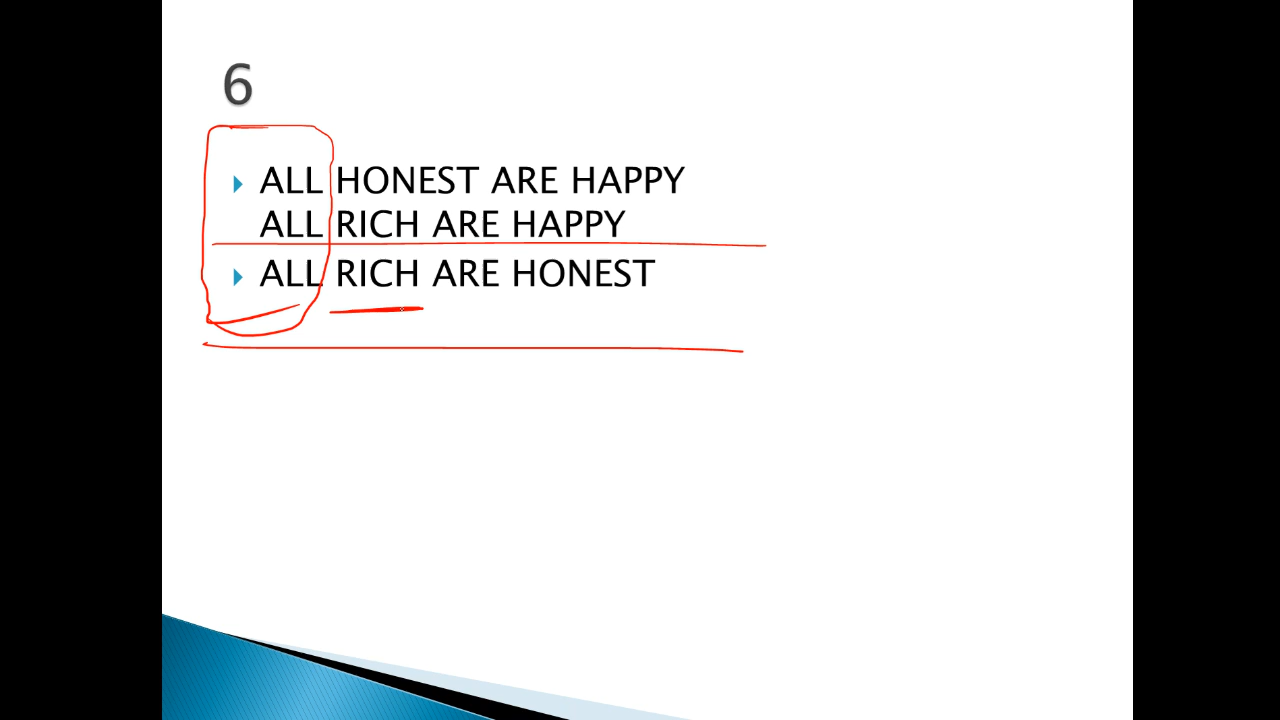 6
ALL HONEST ARE HAPPY
ALL RICH ARE HAPPY
ALL RICH ARE HONEST